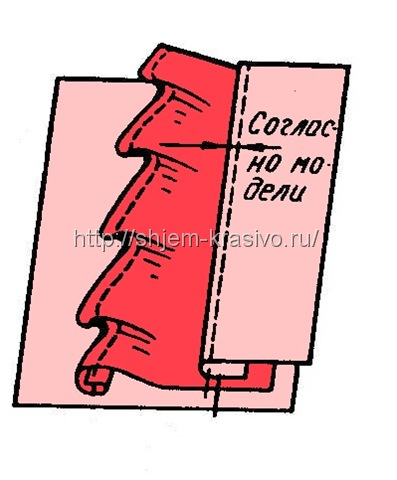 Соглас-
но мо-
дели
http://shjem-krasivo.ru/